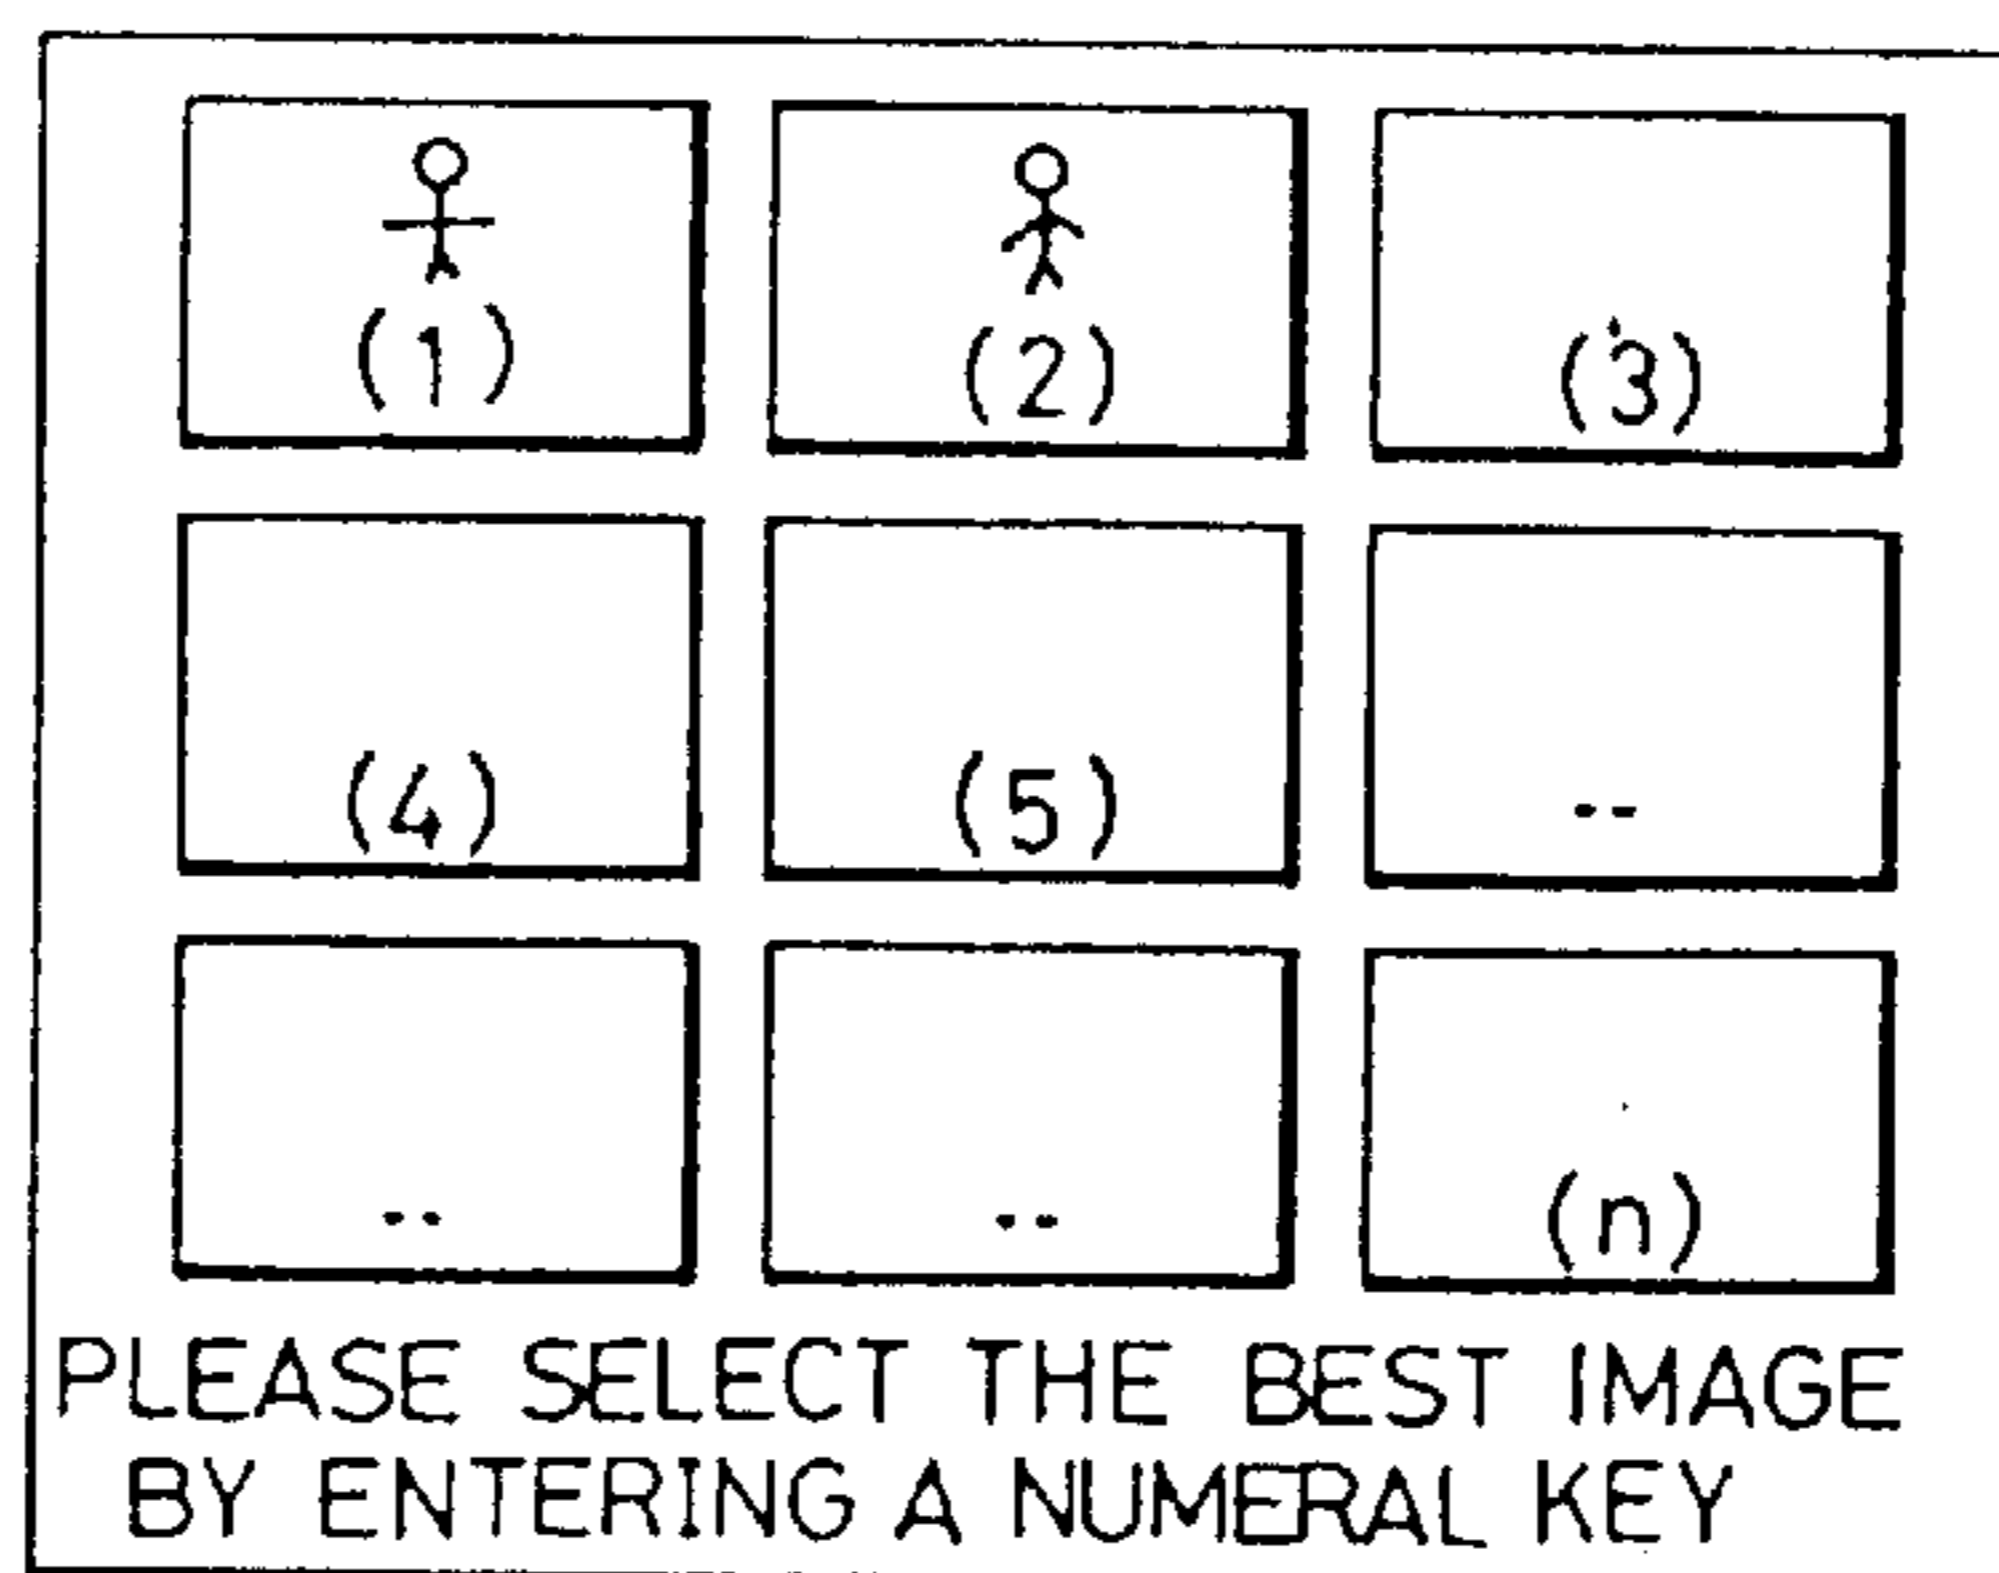 (1) (2) (3)
(4) (5) --
-- -- (n)
PLEASE SELECT THE BEST IMAGE
BY ENTERING A NUMERAL KEY